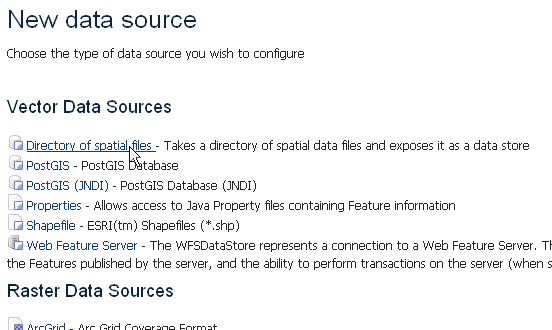 New data source
Choose the type of data source you wish to configure
Vector Data Sources
Directory of spatial files - Takes a directory of spatial data files and exposes it as a data store
PostGIS - PostGIS Database
PostGIS (JNDI) - PostGIS Database (JNDI)
Properties - Allows access to Java Property files containing Feature information
Shapefile - ESRI(tm) Shapefiles (*.shp)
Web Feature Server - The WFSDataStore represents a connection to a Web Feature Server. Th
the Features published by the server, and the ability to perform transactions on the server (when s
Raster Data Sources
ArcGrid - Arc Grid Coverage Format